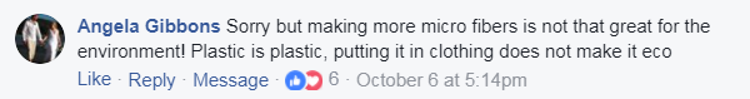 Angela Gibbons Sorry but making more micro fibers is not that great for the
environment! Plastic is plastic, putting it in clothing does not make it eco
Like · Reply · Message · 6 · October 6 at 5:14pm